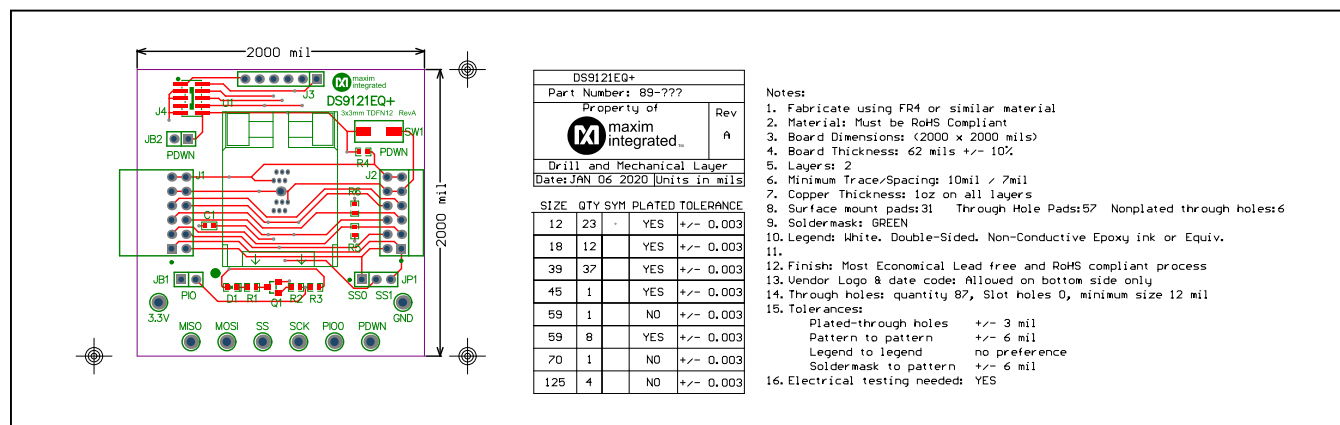 2000 mil
maxim
integrated
J3
U1
J4
DS9121EQ+
3x3mm TDFN12 RevA
SW1
JB2
PDWN
PDWN
R4
J1
J2
2000 mil
R6
C1
R5
JB1
PIO
D1 R1 Q1 R2 R3
SS0 SS1
JP1
3.3V
GND
MISO MOSI SS SCK PIO0 PDWN
DS9121EQ+
Part Number: 89-???
Property of
maxim
integrated™
Rev
A
Drill and Mechanical Layer
Date:JAN 06 2020 Units in mils
SIZE QTY SYM PLATED TOLERANCE
12 23 YES +/- 0.003
18 12 YES +/- 0.003
39 37 YES +/- 0.003
45 1 YES +/- 0.003
59 1 NO +/- 0.003
59 8 YES +/- 0.003
70 1 NO +/- 0.003
125 4 NO +/- 0.003
Notes:
1. Fabricate using FR4 or similar material
2. Material: Must be RoHS Compliant
3. Board Dimensions: (2000 x 2000 mils)
4. Board Thickness: 62 mils +/- 10%
5. Layers: 2
6. Minimum Trace/Spacing: 10mil / 7mil
7. Copper Thickness: 1oz on all layers
8. Surface mount pads:31 Through Hole Pads:57 Nonplated through holes:6
9. Soldermask: GREEN
10. Legend: White. Double-Sided. Non-Conductive Epoxy ink or Equiv.
11.
12. Finish: Most Economical Lead free and RoHS compliant process
13. Vendor Logo & date code: Allowed on bottom side only
14. Through holes: quantity 87, Slot holes 0, minimum size 12 mil
15. Tolerances:
Plated-through holes +/- 3 mil
Pattern to pattern +/- 6 mil
Legend to legend no preference
Soldermask to pattern +/- 6 mil
16. Electrical testing needed: YES